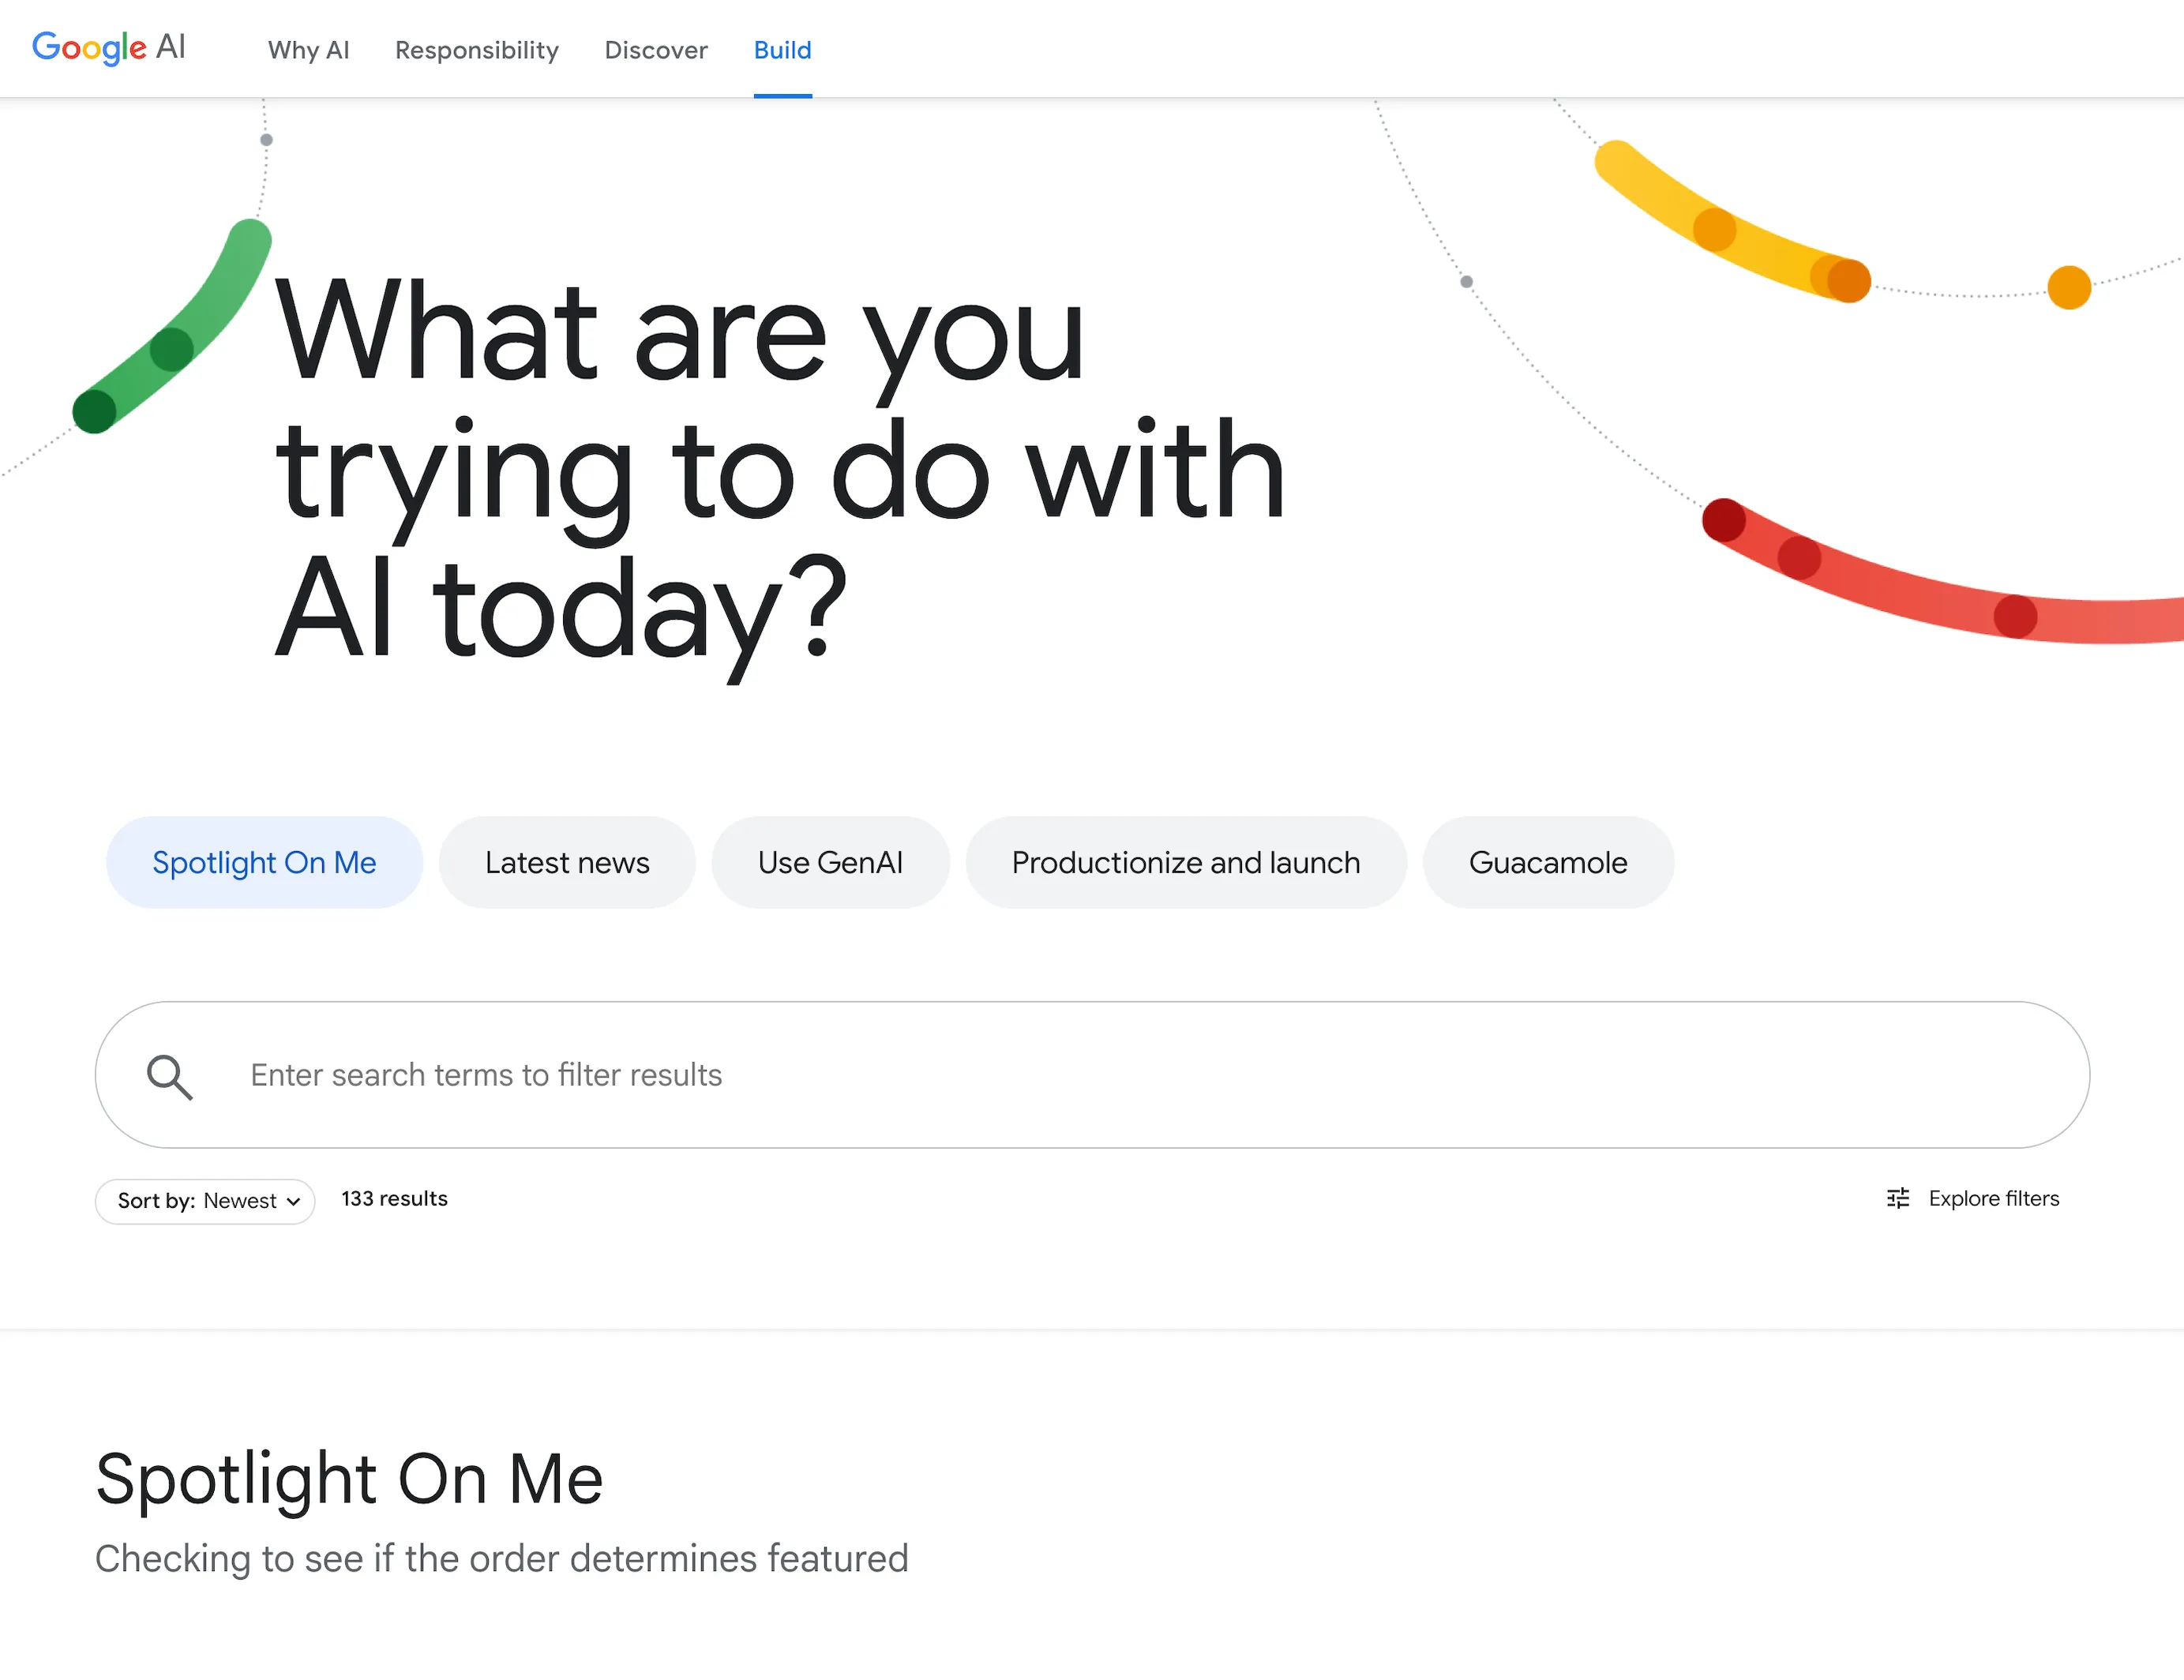 Google AI
Why AI
Responsibility
Discover
Build
What are you
trying to do with
AI today?
Spotlight On Me
Latest news
Use GenAI
Productionize and launch
Guacamole
Enter search terms to filter results
Sort by: Newest
133 results
Explore filters
Spotlight On Me
Checking to see if the order determines featured